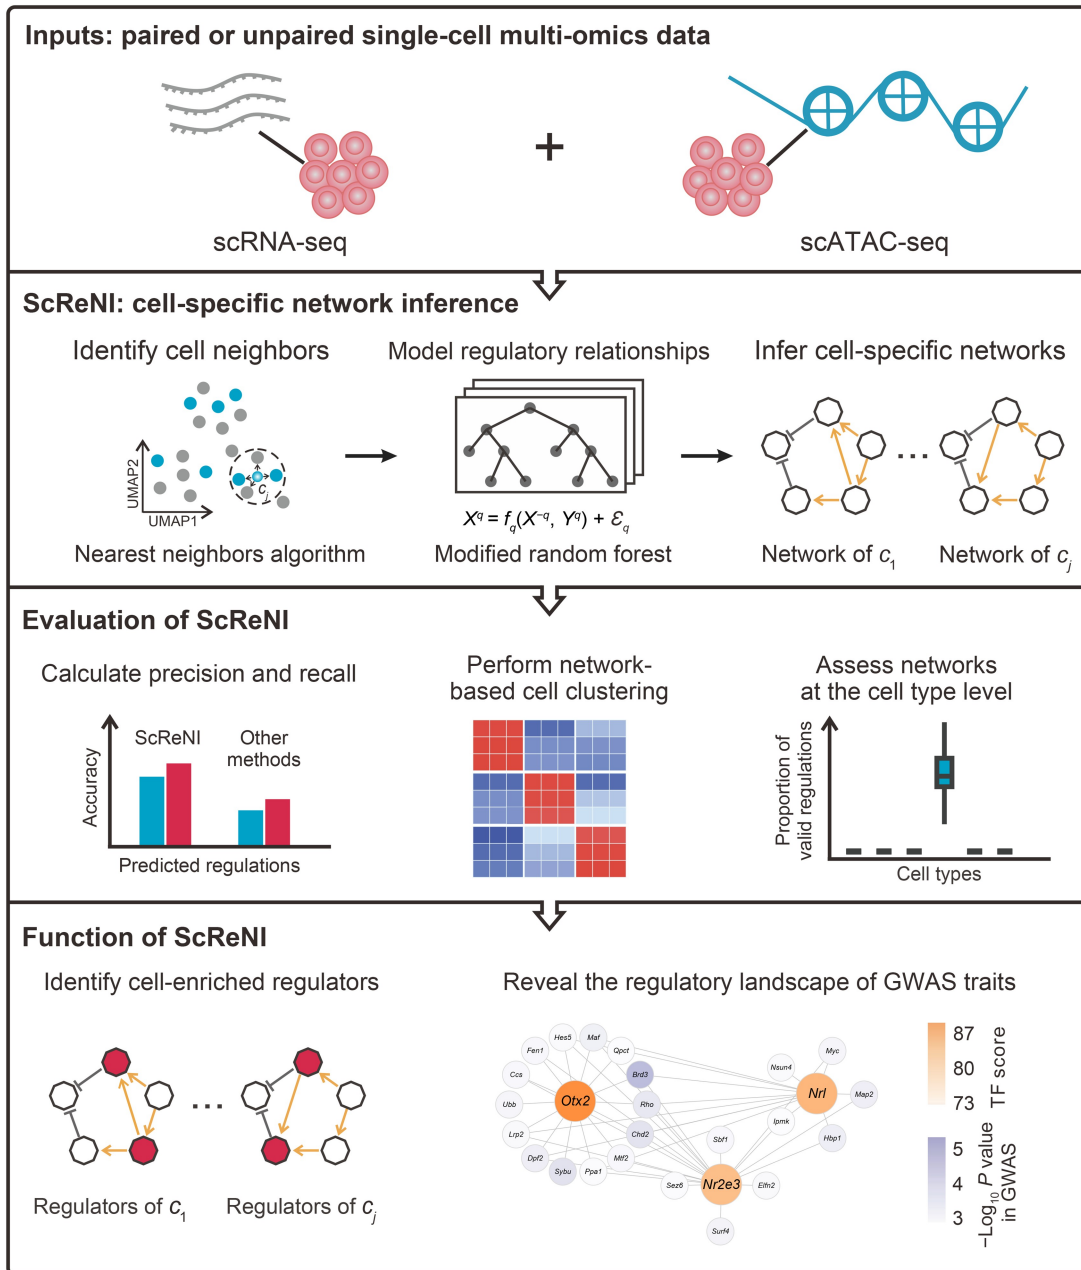 Inputs: paired or unpaired single-cell multi-omics data
+
scRNA-seq
scATAC-seq
ScReNI: cell-specific network inference
Identify cell neighbors
Model regulatory relationships
Infer cell-specific networks
UMAP2
UMAP1
cj
...
X^q = f_q(X^−q, Y^q) + Ɛ_q
Nearest neighbors algorithm
Modified random forest
Network of c1
Network of cj
Evaluation of ScReNI
Calculate precision and recall
Perform network-
based cell clustering
Assess networks
at the cell type level
Accuracy
ScReNI
Other
methods
Predicted regulations
Proportion of
valid regulations
Cell types
Function of ScReNI
Identify cell-enriched regulators
Reveal the regulatory landscape of GWAS traits
...
Regulators of c1
Regulators of cj
Hes5
Maf
Fen1
Qpct
Ccs
Brd3
Otx2
Ubb
Rho
Lrp2
Chd2
Dpf2
Mtf2
Sybu
Ppa1
Myc
Nsun4
Nrl
Map2
Ipmk
Hbp1
Sbf1
Sez6
Nr2e3
Elfn2
Surf4
87
80
73
TF score
5
4
3
−Log10 P value
in GWAS